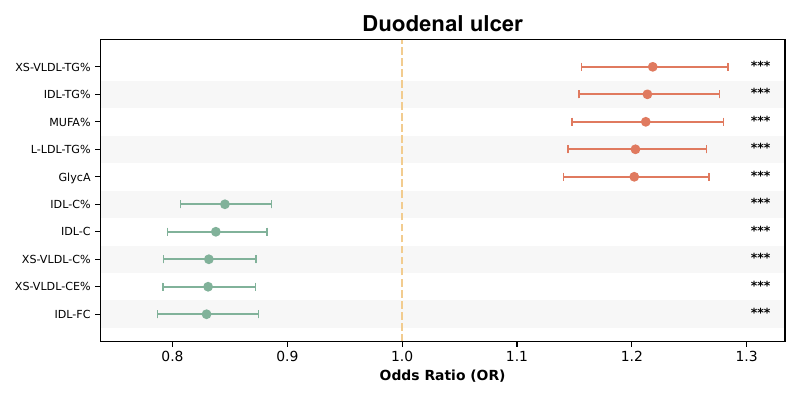 Duodenal ulcer
XS-VLDL-TG% ***
IDL-TG% ***
MUFA% ***
L-LDL-TG% ***
GlycA ***
IDL-C% ***
IDL-C ***
XS-VLDL-C% ***
XS-VLDL-CE% ***
IDL-FC ***
0.8 0.9 1.0 1.1 1.2 1.3
Odds Ratio (OR)